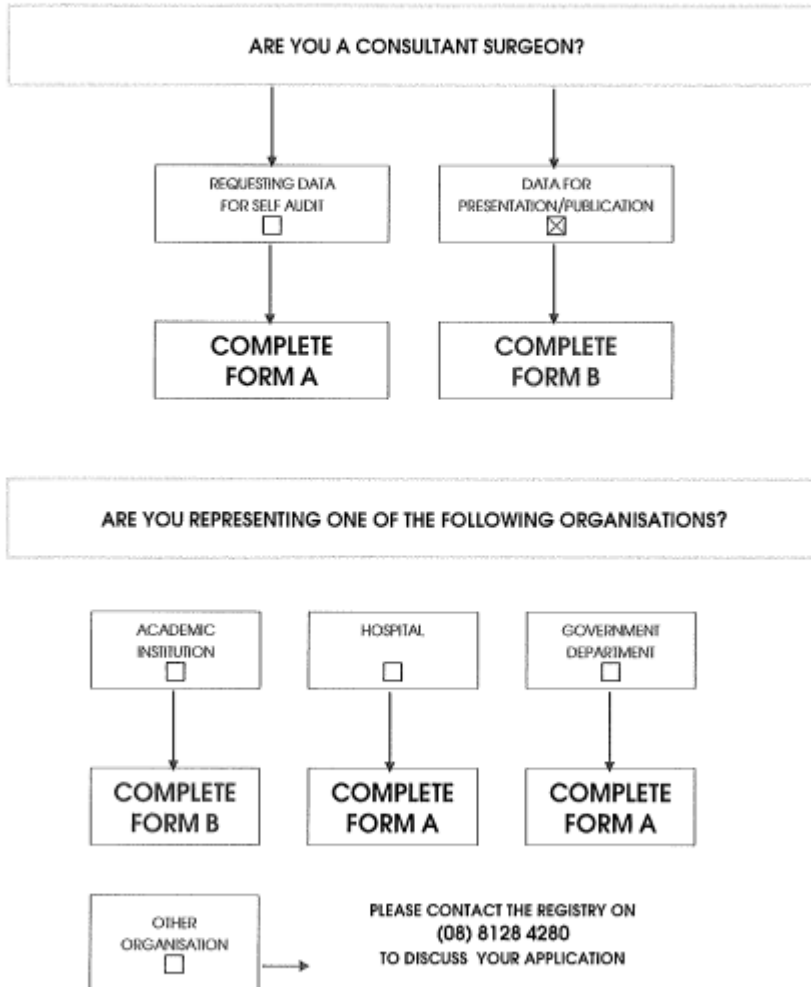 ARE YOU A CONSULTANT SURGEON?
REQUESTING DATA
FOR SELF AUDIT
DATA FOR
PRESENTATION/PUBLICATION
COMPLETE
FORM A
COMPLETE
FORM B
ARE YOU REPRESENTING ONE OF THE FOLLOWING ORGANISATIONS?
ACADEMIC
INSTITUTION
HOSPITAL
GOVERNMENT
DEPARTMENT
COMPLETE
FORM B
COMPLETE
FORM A
COMPLETE
FORM A
OTHER
ORGANISATION
PLEASE CONTACT THE REGISTRY ON
(08) 8128 4280
TO DISCUSS YOUR APPLICATION